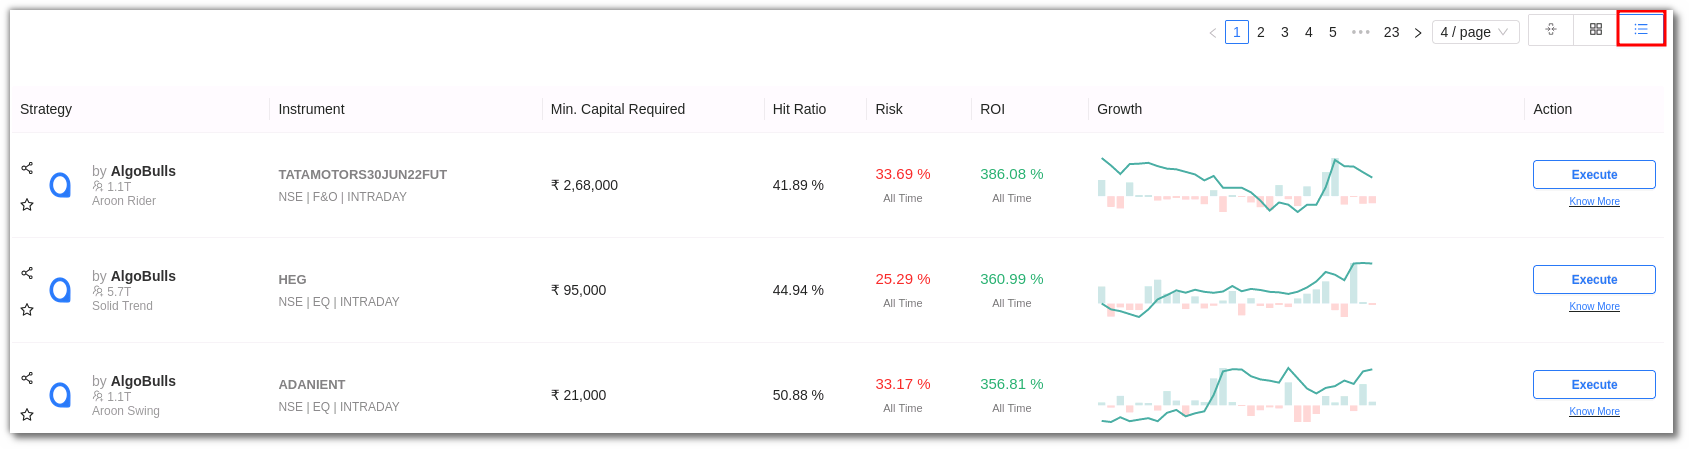 1 2 3 4 5 ••• 23 4 / page
Strategy Instrument Min. Capital Required Hit Ratio Risk ROI Growth Action
by AlgoBulls
1.1T
Aroon Rider
TATAMOTORS30JUN22FUT
NSE | F&O | INTRADAY
₹ 2,68,000
41.89 %
33.69 %
All Time
386.08 %
All Time
Execute
Know More
by AlgoBulls
5.7T
Solid Trend
HEG
NSE | EQ | INTRADAY
₹ 95,000
44.94 %
25.29 %
All Time
360.99 %
All Time
Execute
Know More
by AlgoBulls
1.1T
Aroon Swing
ADANIENT
NSE | EQ | INTRADAY
₹ 21,000
50.88 %
33.17 %
All Time
356.81 %
All Time
Execute
Know More